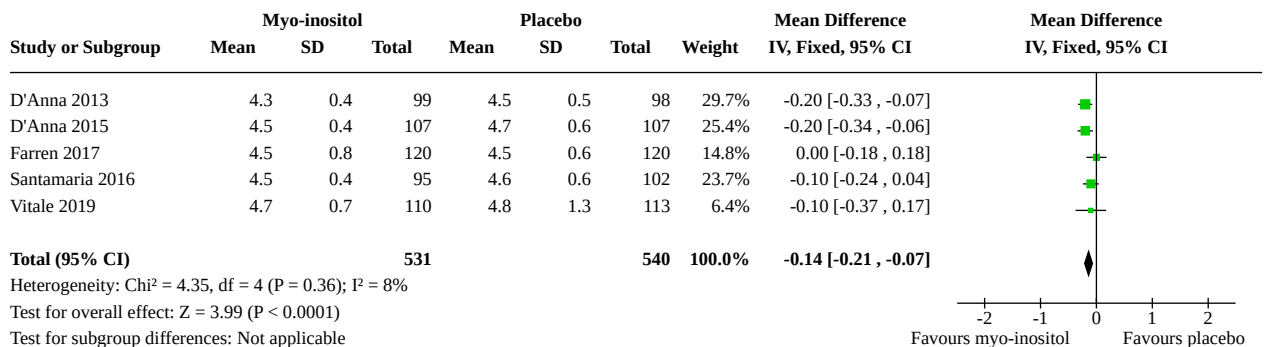 Myo-inositol Placebo Mean Difference Mean Difference
Study or Subgroup Mean SD Total Mean SD Total Weight IV, Fixed, 95% CI IV, Fixed, 95% CI
D'Anna 2013 4.3 0.4 99 4.5 0.5 98 29.7% -0.20 [-0.33 , -0.07]
D'Anna 2015 4.5 0.4 107 4.7 0.6 107 25.4% -0.20 [-0.34 , -0.06]
Farren 2017 4.5 0.8 120 4.5 0.6 120 14.8% 0.00 [-0.18 , 0.18]
Santamaria 2016 4.5 0.4 95 4.6 0.6 102 23.7% -0.10 [-0.24 , 0.04]
Vitale 2019 4.7 0.7 110 4.8 1.3 113 6.4% -0.10 [-0.37 , 0.17]
Total (95% CI) 531 540 100.0% -0.14 [-0.21 , -0.07]
Heterogeneity: Chi² = 4.35, df = 4 (P = 0.36); I² = 8%
Test for overall effect: Z = 3.99 (P < 0.0001)
-2 -1 0 1 2
Test for subgroup differences: Not applicable
Favours myo-inositol Favours placebo